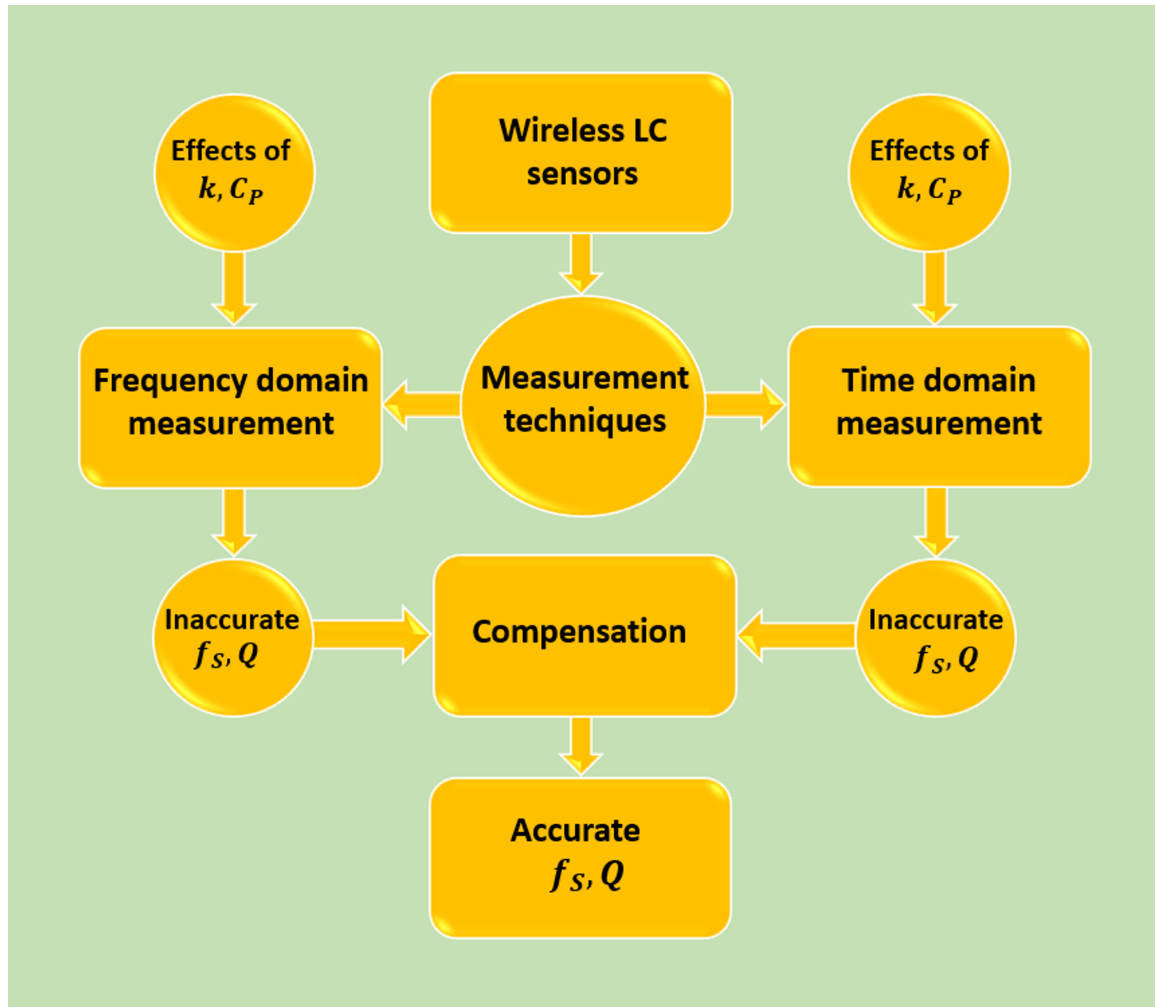 Wireless LC
sensors
Effects of
k, C_P
Effects of
k, C_P
Frequency domain
measurement
Measurement
techniques
Time domain
measurement
Inaccurate
f_S, Q
Compensation
Inaccurate
f_S, Q
Accurate
f_S, Q